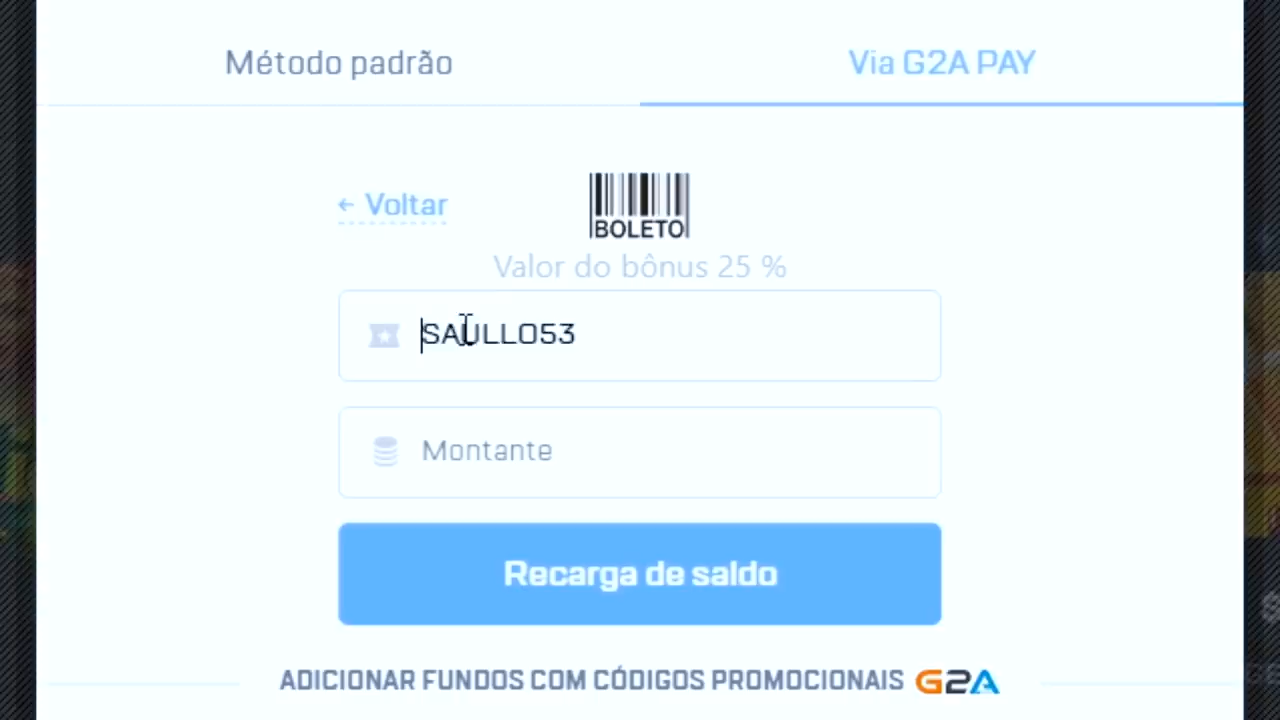 Método padrão
Via G2A PAY
← Voltar
BOLETO
Valor do bônus 25 %
SAULLO53
Montante
Recarga de saldo
ADICIONAR FUNDOS COM CÓDIGOS PROMOCIONAIS G2A